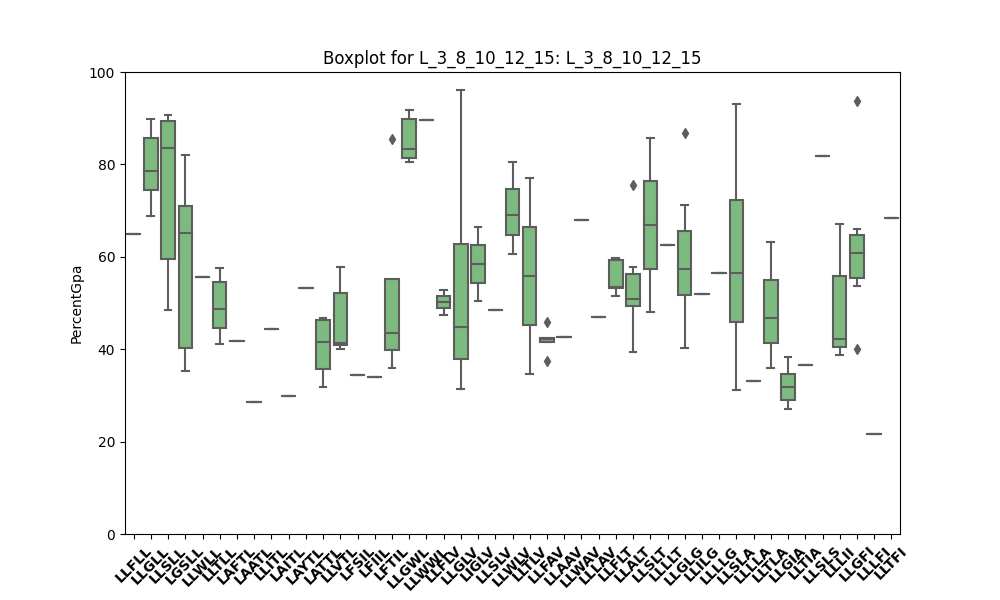 Boxplot for L_3_8_10_12_15: L_3_8_10_12_15
PercentGpa
100
80
60
40
20
0
LLFLL
LLGLL
LLSLL
LGSLL
LLWLL
LLTLL
LAFTL
LAATL
LLITL
LAITL
LAYTL
LATTL
LLVTL
LFSIL
LFIIL
LFTIL
LLGWL
LLWWL
LLGLV
LIGLV
LLSLV
LLWLV
LLTLV
LLFAV
LLAAV
LLWAV
LLLAV
LLFLT
LLALT
LLSLT
LLLLT
LLGLG
LLILG
LLLLG
LLSLA
LLLLA
LLTLA
LLGIA
LLTIA
LLSLS
LLLII
LLGFI
LLLFI
LLTFI